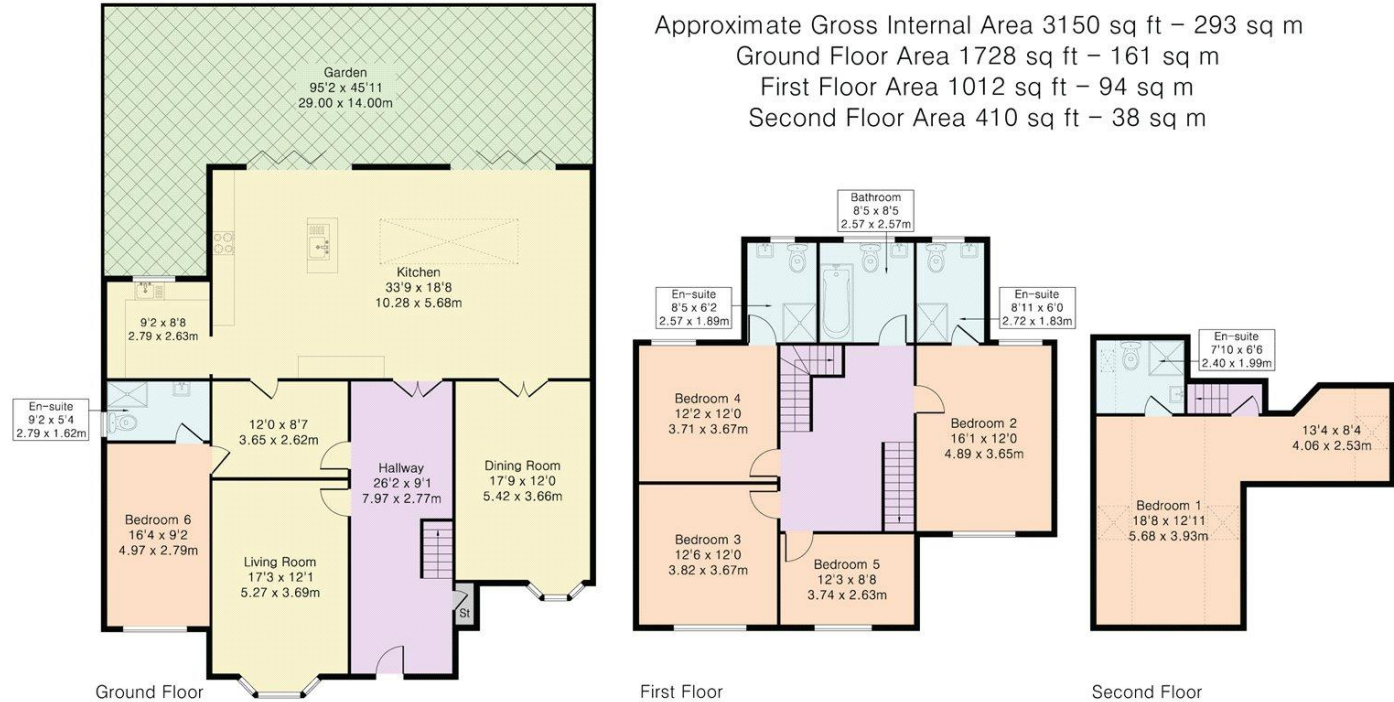 Approximate Gross Internal Area 3150 sq ft – 293 sq m
Ground Floor Area 1728 sq ft – 161 sq m
First Floor Area 1012 sq ft – 94 sq m
Second Floor Area 410 sq ft – 38 sq m
Garden
95'2 x 45'11
29.00 x 14.00m
Kitchen
33'9 x 18'8
10.28 x 5.68m
9'2 x 8'8
2.79 x 2.63m
En-suite
9'2 x 5'4
2.79 x 1.62m
12'0 x 8'7
3.65 x 2.62m
Hallway
26'2 x 9'1
7.97 x 2.77m
Dining Room
17'9 x 12'0
5.42 x 3.66m
Bedroom 6
16'4 x 9'2
4.97 x 2.79m
Living Room
17'3 x 12'1
5.27 x 3.69m
St
Ground Floor
Bathroom
8'5 x 8'5
2.57 x 2.57m
En-suite
8'5 x 6'2
2.57 x 1.89m
En-suite
8'11 x 6'0
2.72 x 1.83m
Bedroom 4
12'2 x 12'0
3.71 x 3.67m
Bedroom 2
16'1 x 12'0
4.89 x 3.65m
Bedroom 3
12'6 x 12'0
3.82 x 3.67m
Bedroom 5
12'3 x 8'8
3.74 x 2.63m
First Floor
En-suite
7'10 x 6'6
2.40 x 1.99m
13'4 x 8'4
4.06 x 2.53m
Bedroom 1
18'8 x 12'11
5.68 x 3.93m
Second Floor